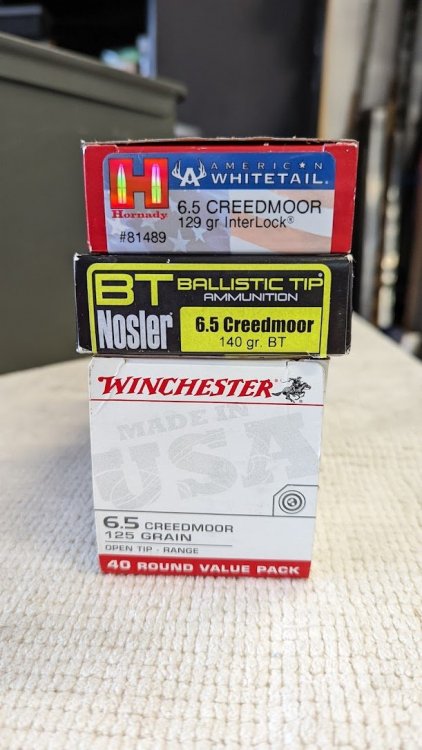 AMERICAN
WHITETAIL.
Hornady
6.5 CREEDMOOR
129 gr InterLock®
#81489
BT BALLISTIC TIP®
AMMUNITION
Nosler
6.5 Creedmoor
140 gr. BT
WINCHESTER
MADE IN
USA
6.5 CREEDMOOR
125 GRAIN
OPEN TIP - RANGE
40 ROUND VALUE PACK